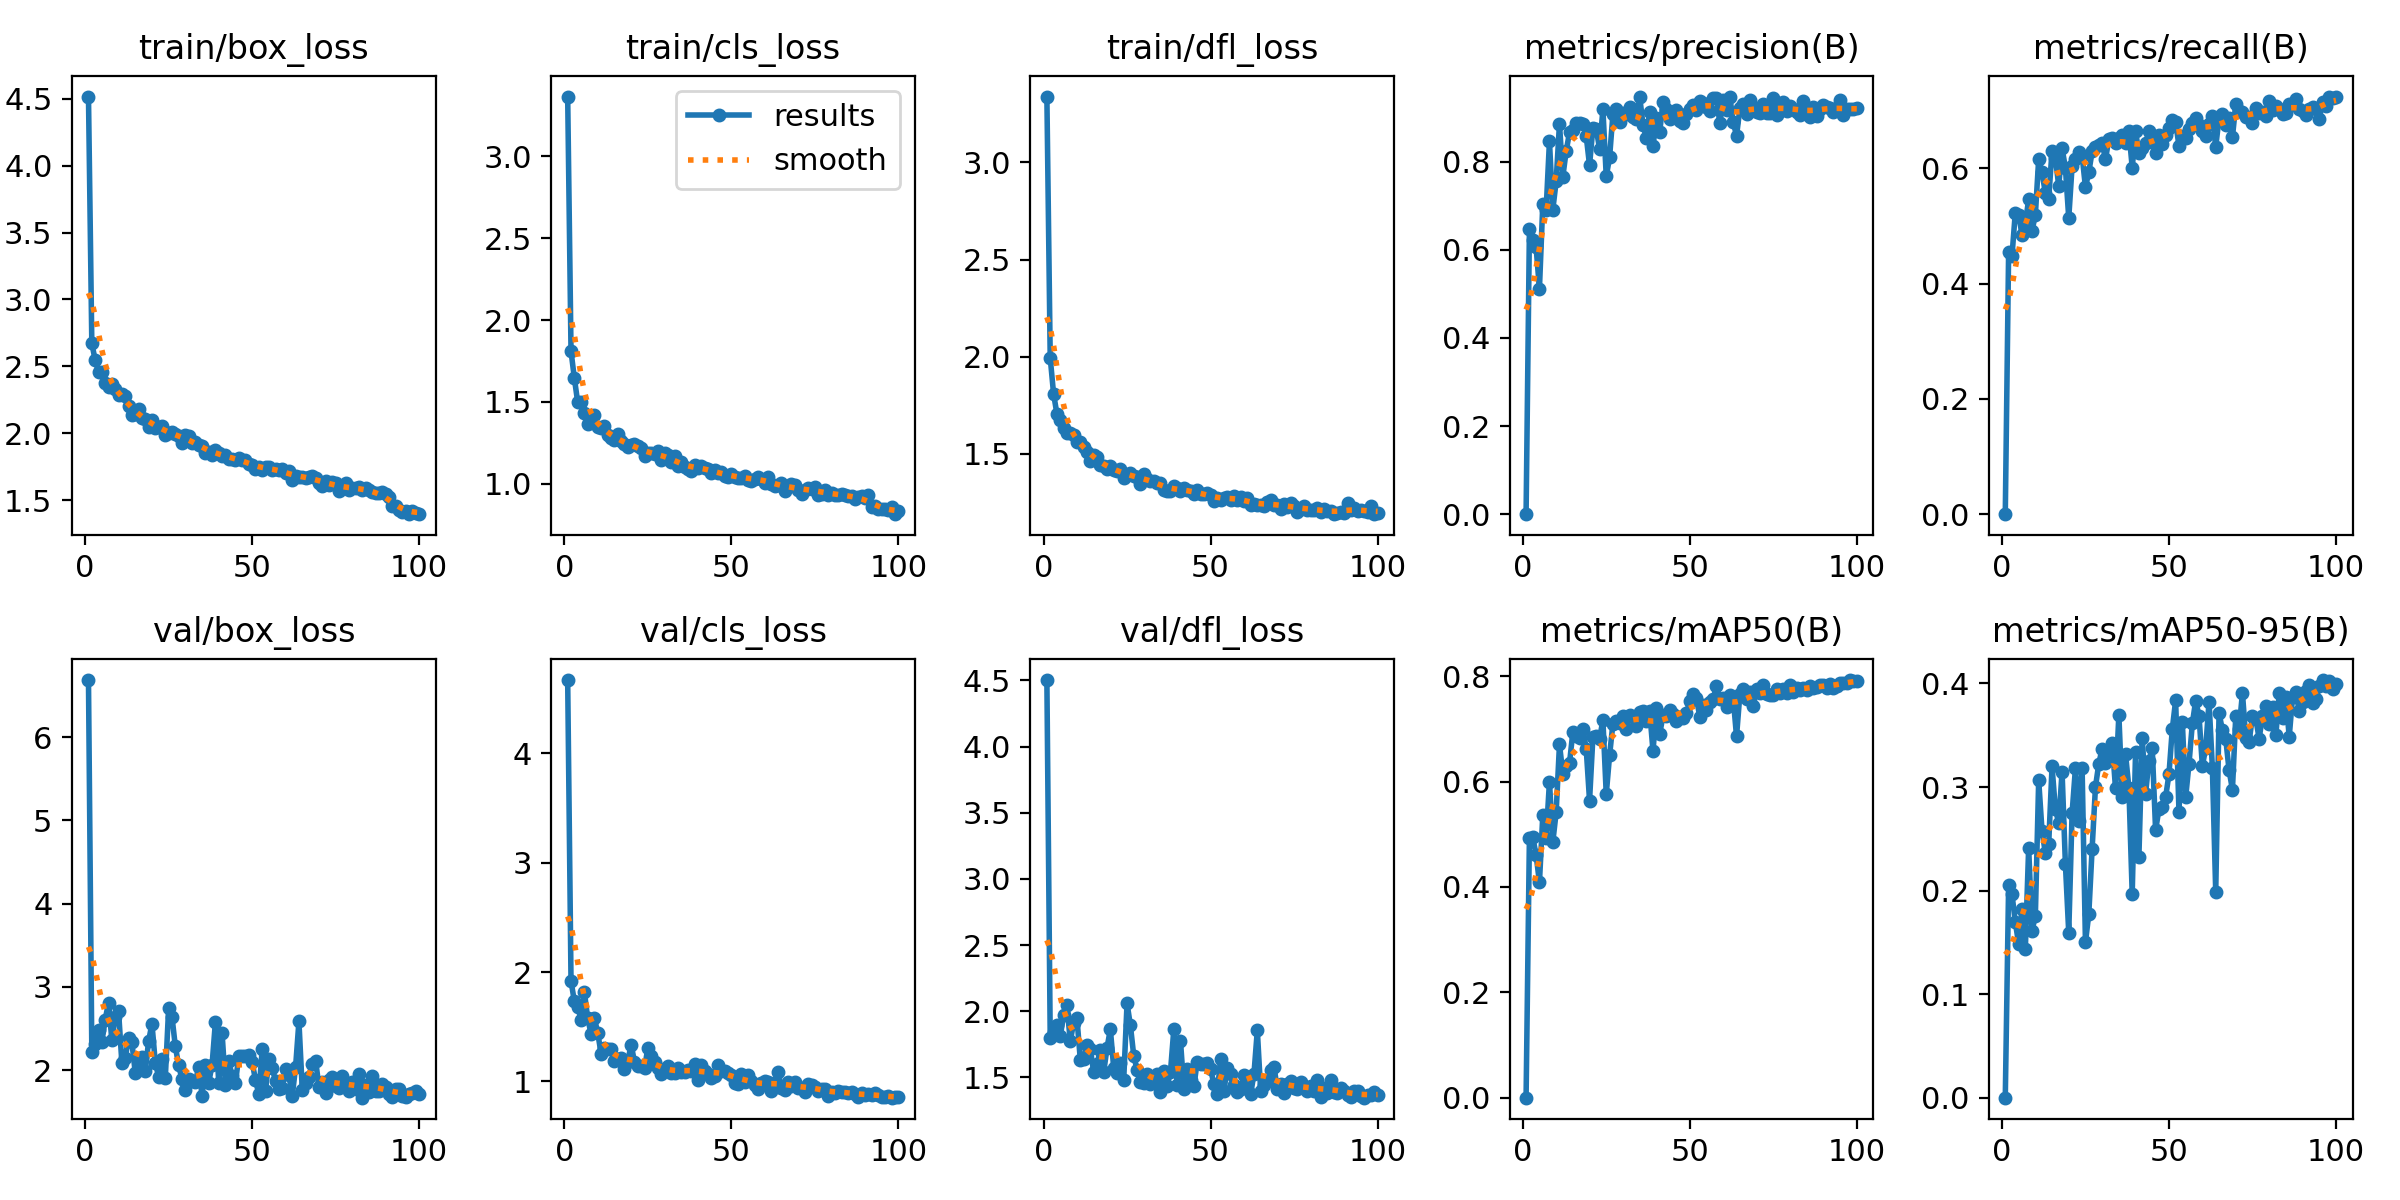 train/box_loss
4.5
4.0
3.5
3.0
2.5
2.0
1.5
0 50 100
train/cls_loss
results
smooth
3.0
2.5
2.0
1.5
1.0
0 50 100
train/dfl_loss
3.0
2.5
2.0
1.5
0 50 100
metrics/precision(B)
0.8
0.6
0.4
0.2
0.0
0 50 100
metrics/recall(B)
0.6
0.4
0.2
0.0
0 50 100
val/box_loss
6
5
4
3
2
0 50 100
val/cls_loss
4
3
2
1
0 50 100
val/dfl_loss
4.5
4.0
3.5
3.0
2.5
2.0
1.5
0 50 100
metrics/mAP50(B)
0.8
0.6
0.4
0.2
0.0
0 50 100
metrics/mAP50-95(B)
0.4
0.3
0.2
0.1
0.0
0 50 100